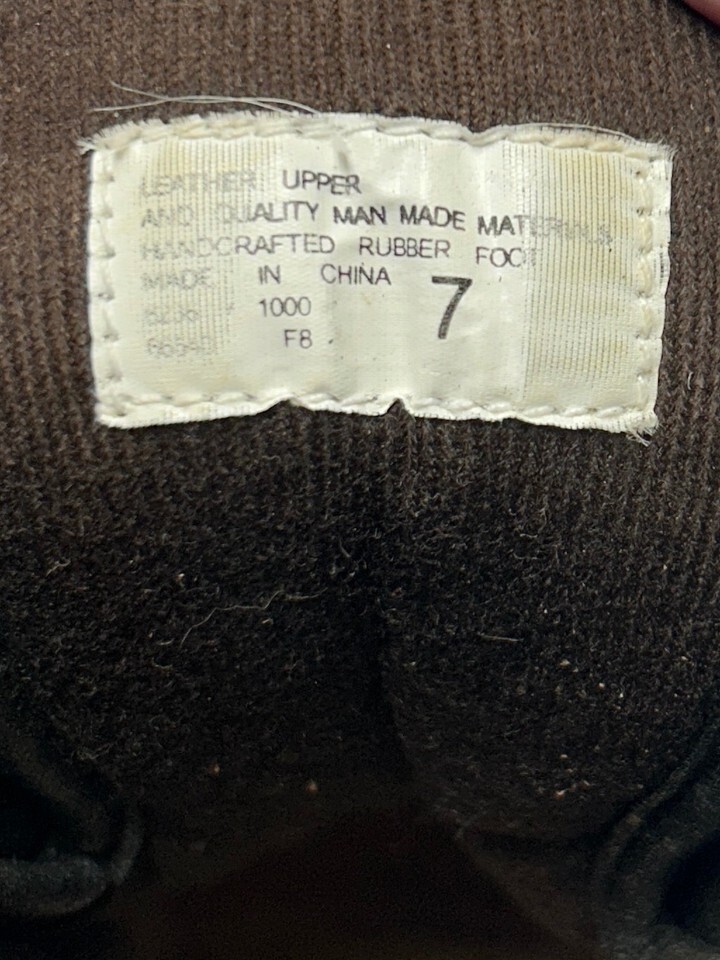 LEATHER UPPER
AND QUALITY MAN MADE MATERIALS
HANDCRAFTED RUBBER FOOT
MADE IN CHINA 7
1000
F8